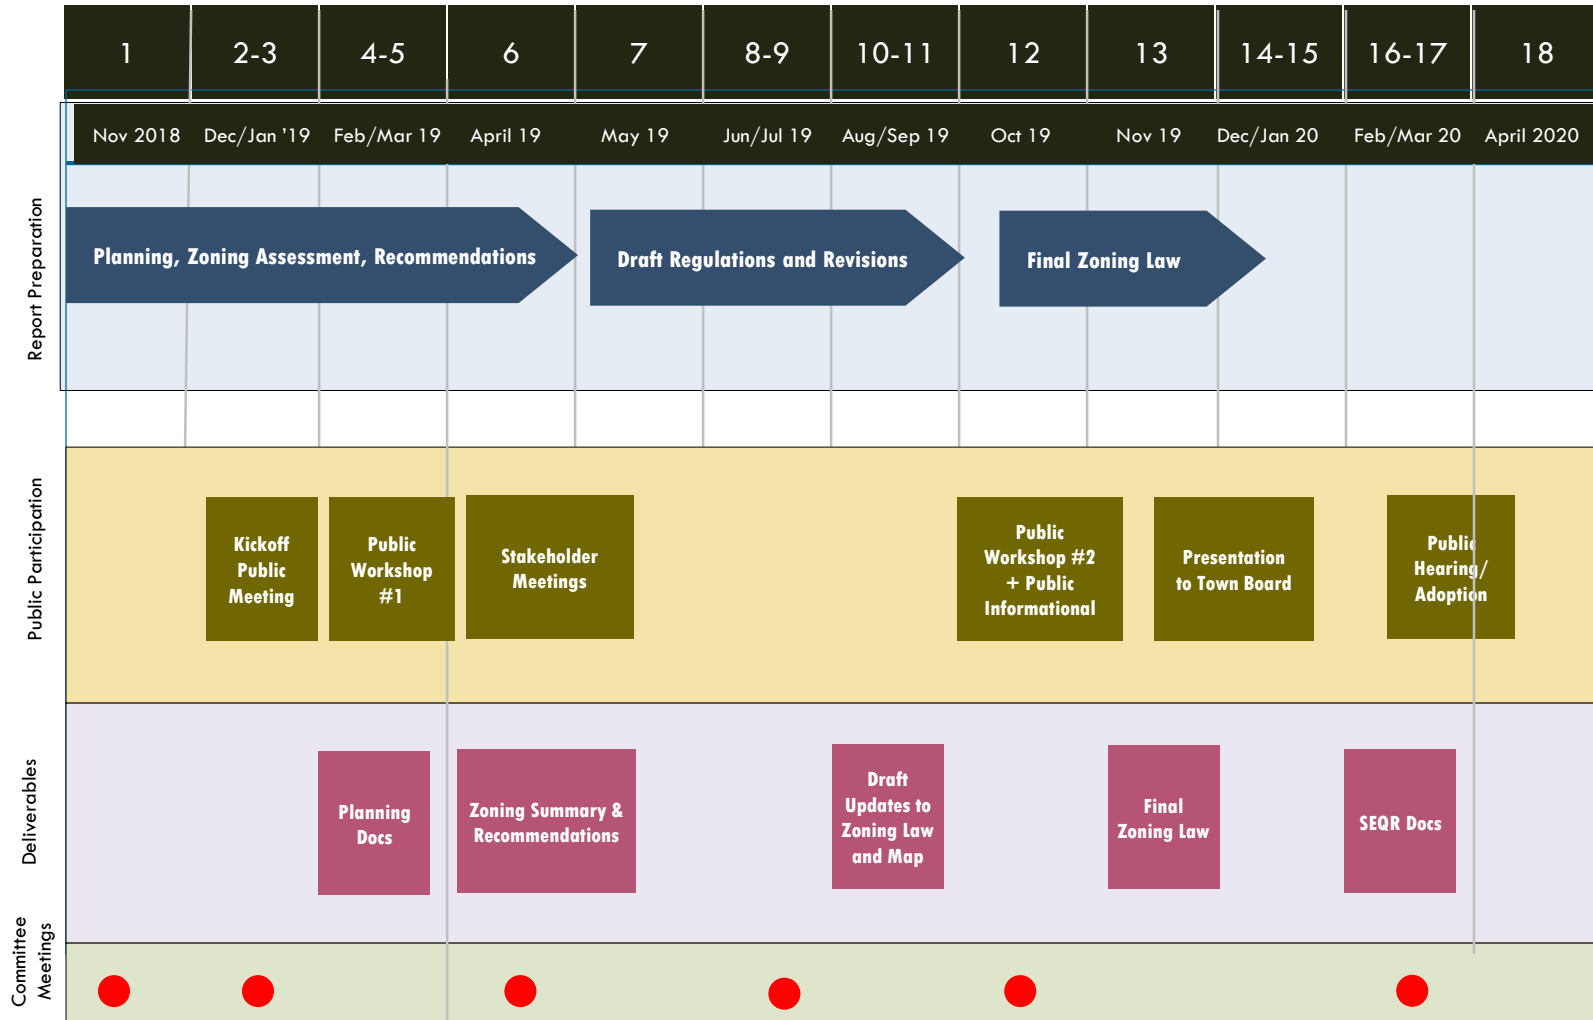 1 2-3 4-5 6 7 8-9 10-11 12 13 14-15 16-17 18
Nov 2018 Dec/Jan ’19 Feb/Mar 19 April 19 May 19 Jun/Jul 19 Aug/Sep 19 Oct 19 Nov 19 Dec/Jan 20 Feb/Mar 20 April 2020
Report Preparation
Planning, Zoning Assessment, Recommendations
Draft Regulations and Revisions
Final Zoning Law
Public Participation
Kickoff
Public
Meeting
Public
Workshop
#1
Stakeholder
Meetings
Public
Workshop #2
+ Public
Informational
Presentation
to Town Board
Public
Hearing/
Adoption
Deliverables
Planning
Docs
Zoning Summary &
Recommendations
Draft
Updates to
Zoning Law
and Map
Final
Zoning Law
SEQR Docs
Committee
Meetings